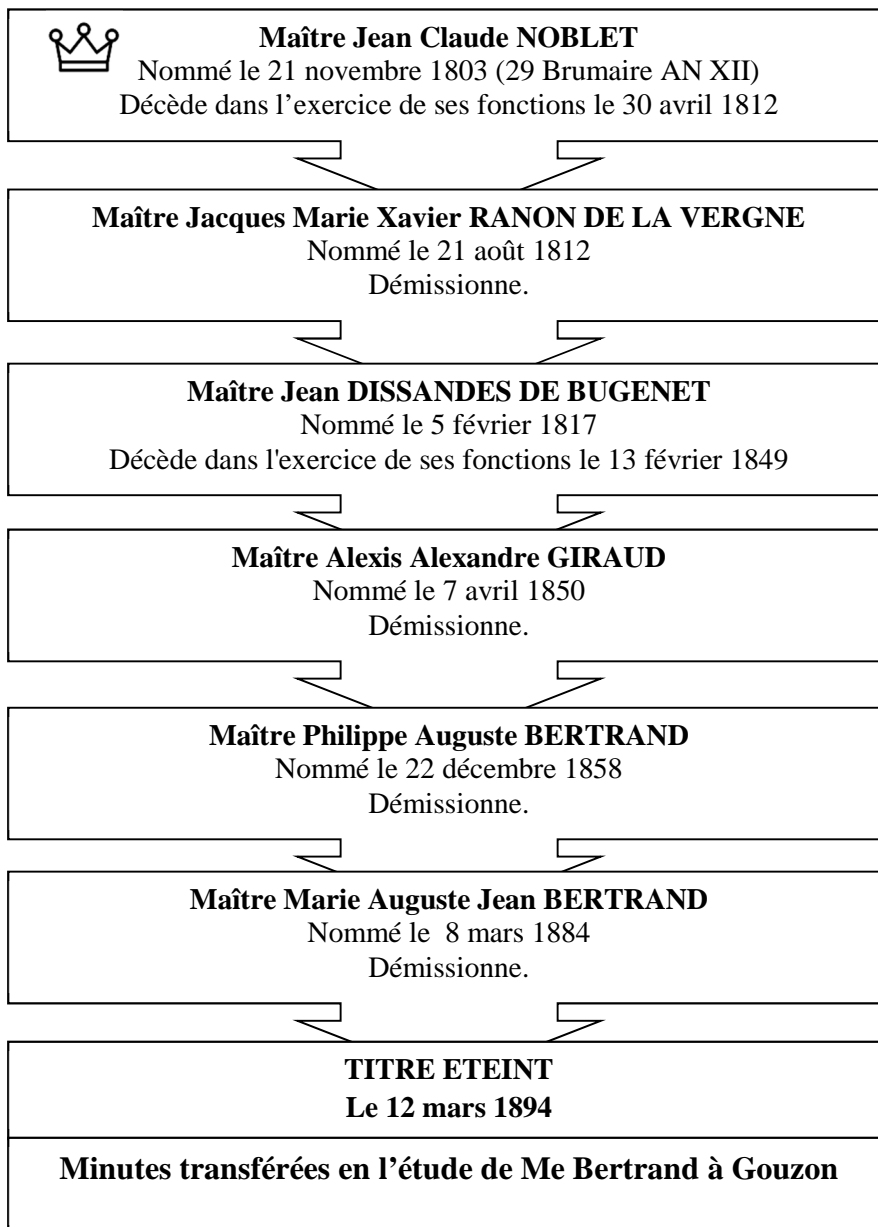 Maître Jean Claude NOBLET
Nommé le 21 novembre 1803 (29 Brumaire AN XII)
Décède dans l’exercice de ses fonctions le 30 avril 1812
Maître Jacques Marie Xavier RANON DE LA VERGNE
Nommé le 21 août 1812
Démissionne.
Maître Jean DISSANDES DE BUGENET
Nommé le 5 février 1817
Décède dans l'exercice de ses fonctions le 13 février 1849
Maître Alexis Alexandre GIRAUD
Nommé le 7 avril 1850
Démissionne.
Maître Philippe Auguste BERTRAND
Nommé le 22 décembre 1858
Démissionne.
Maître Marie Auguste Jean BERTRAND
Nommé le  8 mars 1884
Démissionne.
TITRE ETEINT
Le 12 mars 1894
Minutes transférées en l’étude de Me Bertrand à Gouzon